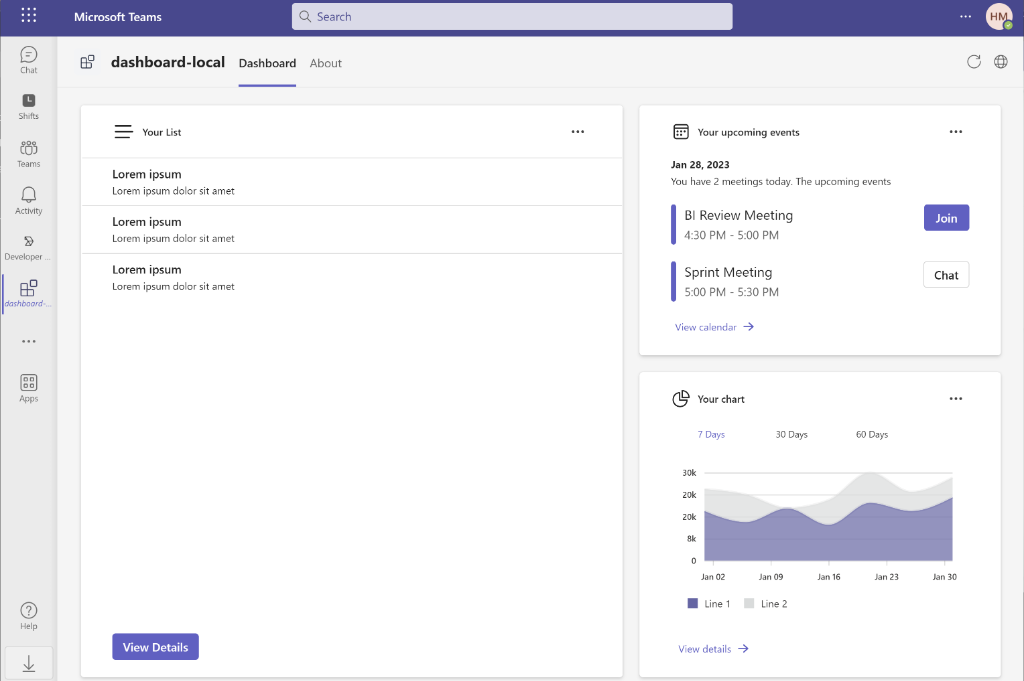 Microsoft Teams
Search
HM
Chat
Shifts
Teams
Activity
Developer ...
dashboard-...
Apps
Help
dashboard-local
Dashboard
About
Your List
Lorem ipsum
Lorem ipsum dolor sit amet
Lorem ipsum
Lorem ipsum dolor sit amet
Lorem ipsum
Lorem ipsum dolor sit amet
View Details
Your upcoming events
Jan 28, 2023
You have 2 meetings today. The upcoming events
BI Review Meeting
4:30 PM - 5:00 PM
Join
Sprint Meeting
5:00 PM - 5:30 PM
Chat
View calendar
Your chart
7 Days
30 Days
60 Days
30k
20k
20k
8k
0
Jan 02
Jan 09
Jan 16
Jan 23
Jan 30
Line 1
Line 2
View details